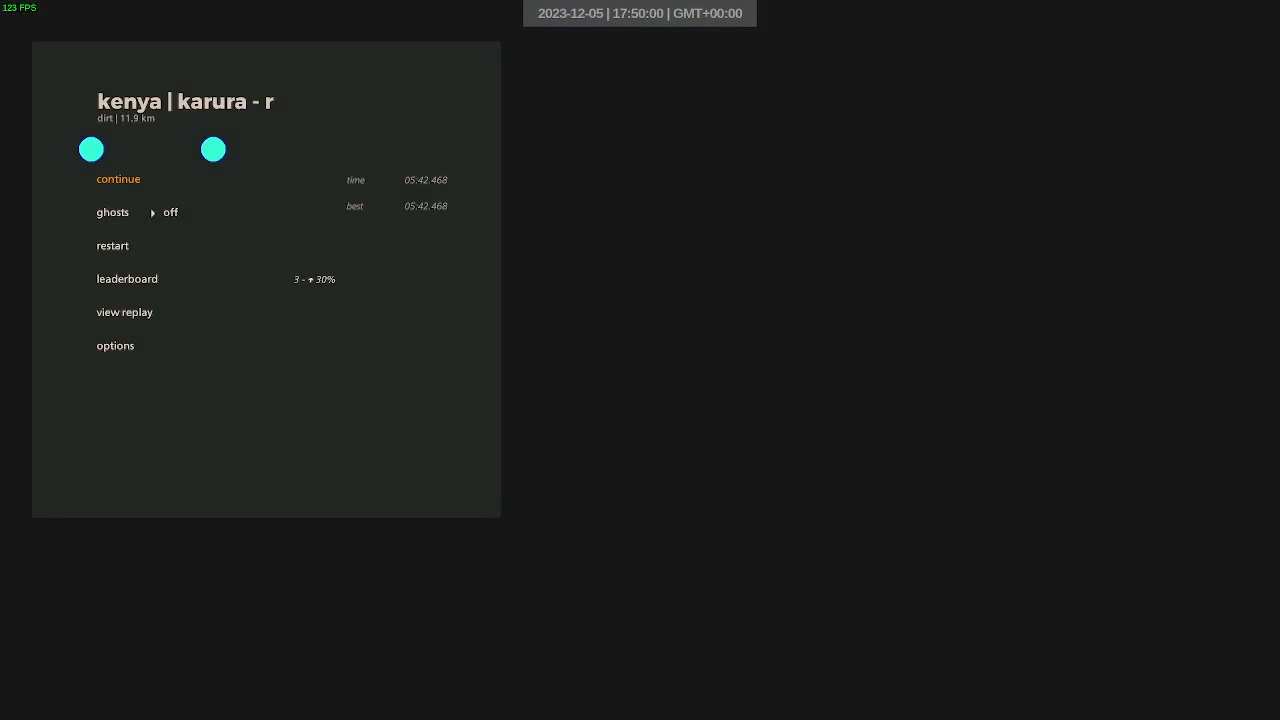 123 FPS
2023-12-05 | 17:50:00 | GMT+00:00
kenya | karura - r
dirt | 11.9 km
continue
time 05:42.468
ghosts off
best 05:42.468
restart
leaderboard 3 - ↑ 30%
view replay
options